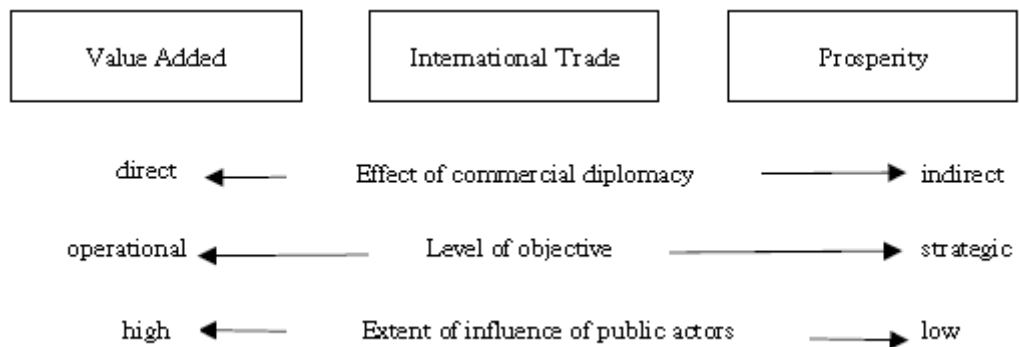 Value Added International Trade Prosperity
direct Effect of commercial diplomacy indirect
operational Level of objective strategic
high Extent of influence of public actors low